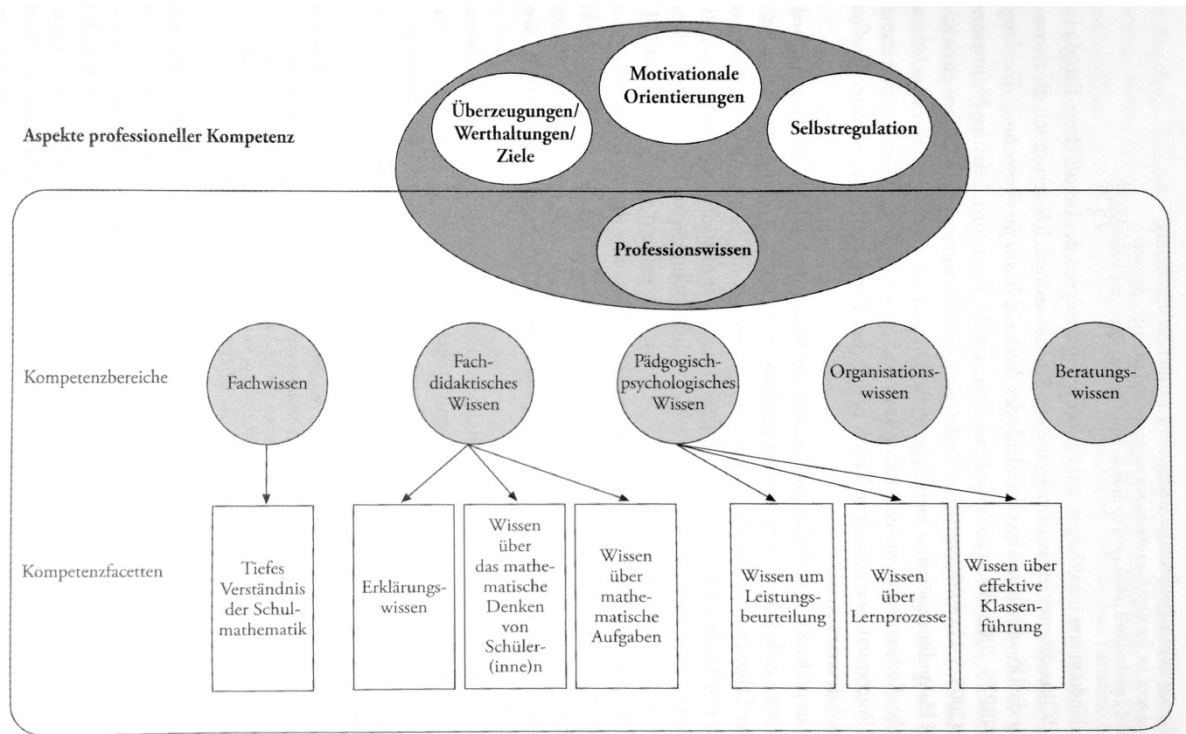 Motivationale
Orientierungen
Überzeugungen/
Werthaltungen/
Ziele
Selbstregulation
Aspekte professioneller Kompetenz
Professionswissen
Kompetenzbereiche
Fachwissen
Fach-
didaktisches
Wissen
Pädgogisch-
psychologisches
Wissen
Organisations-
wissen
Beratungs-
wissen
Kompetenzfacetten
Tiefes
Verständnis
der Schul-
mathematik
Erklärungs-
wissen
Wissen
über
das mathe-
matische
Denken
von
Schüler-
(inne)n
Wissen
über
mathe-
matische
Aufgaben
Wissen um
Leistungs-
beurteilung
Wissen
über
Lernprozesse
Wissen über
effektive
Klassen-
führung